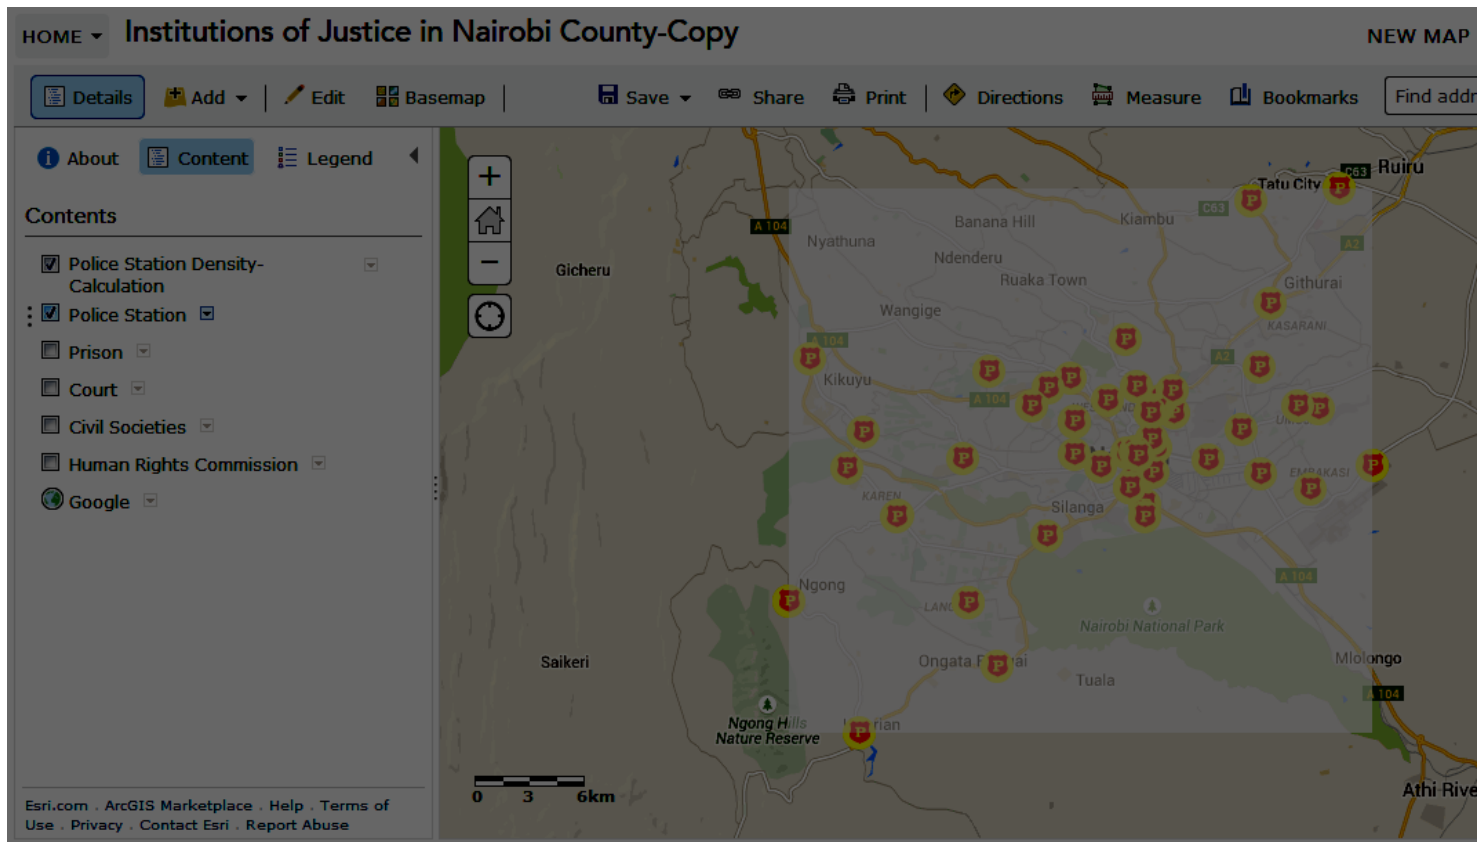 HOME Institutions of Justice in Nairobi County-Copy NEW MAP
Details Add Edit Basemap Save Share Print Directions Measure Bookmarks Find addr
About Content Legend
Contents
Police Station Density-
Calculation
Police Station
Prison
Court
Civil Societies
Human Rights Commission
Google
Esri.com . ArcGIS Marketplace . Help . Terms of
Use . Privacy . Contact Esri . Report Abuse
C63 Ruiru
Tatu City
C63
A 104
Banana Hill
Kiambu
Nyathuna
A2
Gicheru
Ndenderu
Ruaka Town
Githurai
Wangige
KASARANI
A 104
A2
Kikuyu
A 104
EMBAKASI
KAREN
Silanga
A 104
Ngong
Nairobi National Park
Saikeri
Tuala
Mlolongo
A 104
Ngong Hills
Nature Reserve
Athi Rive
0 3 6km